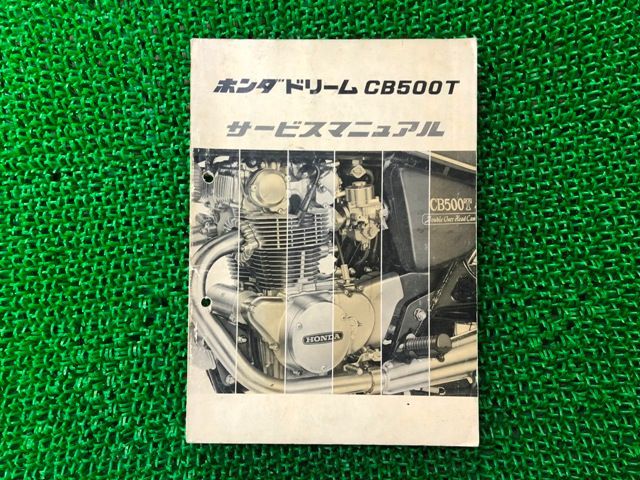 ホンダドリーム CB500T
サービスマニュアル
CB500
Double Over Head Cam
HONDA